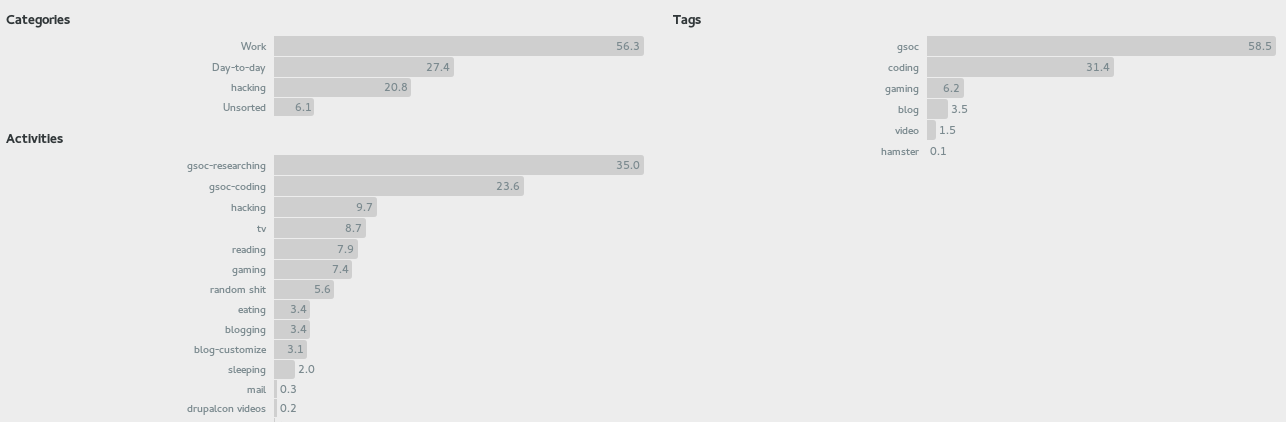 Categories
Work 56.3
Day-to-day 27.4
hacking 20.8
Unsorted 6.1
Activities
gsoc-researching 35.0
gsoc-coding 23.6
hacking 9.7
tv 8.7
reading 7.9
gaming 7.4
random shit 5.6
eating 3.4
blogging 3.4
blog-customize 3.1
sleeping 2.0
mail 0.3
drupalcon videos 0.2
Tags
gsoc 58.5
coding 31.4
gaming 6.2
blog 3.5
video 1.5
hamster 0.1